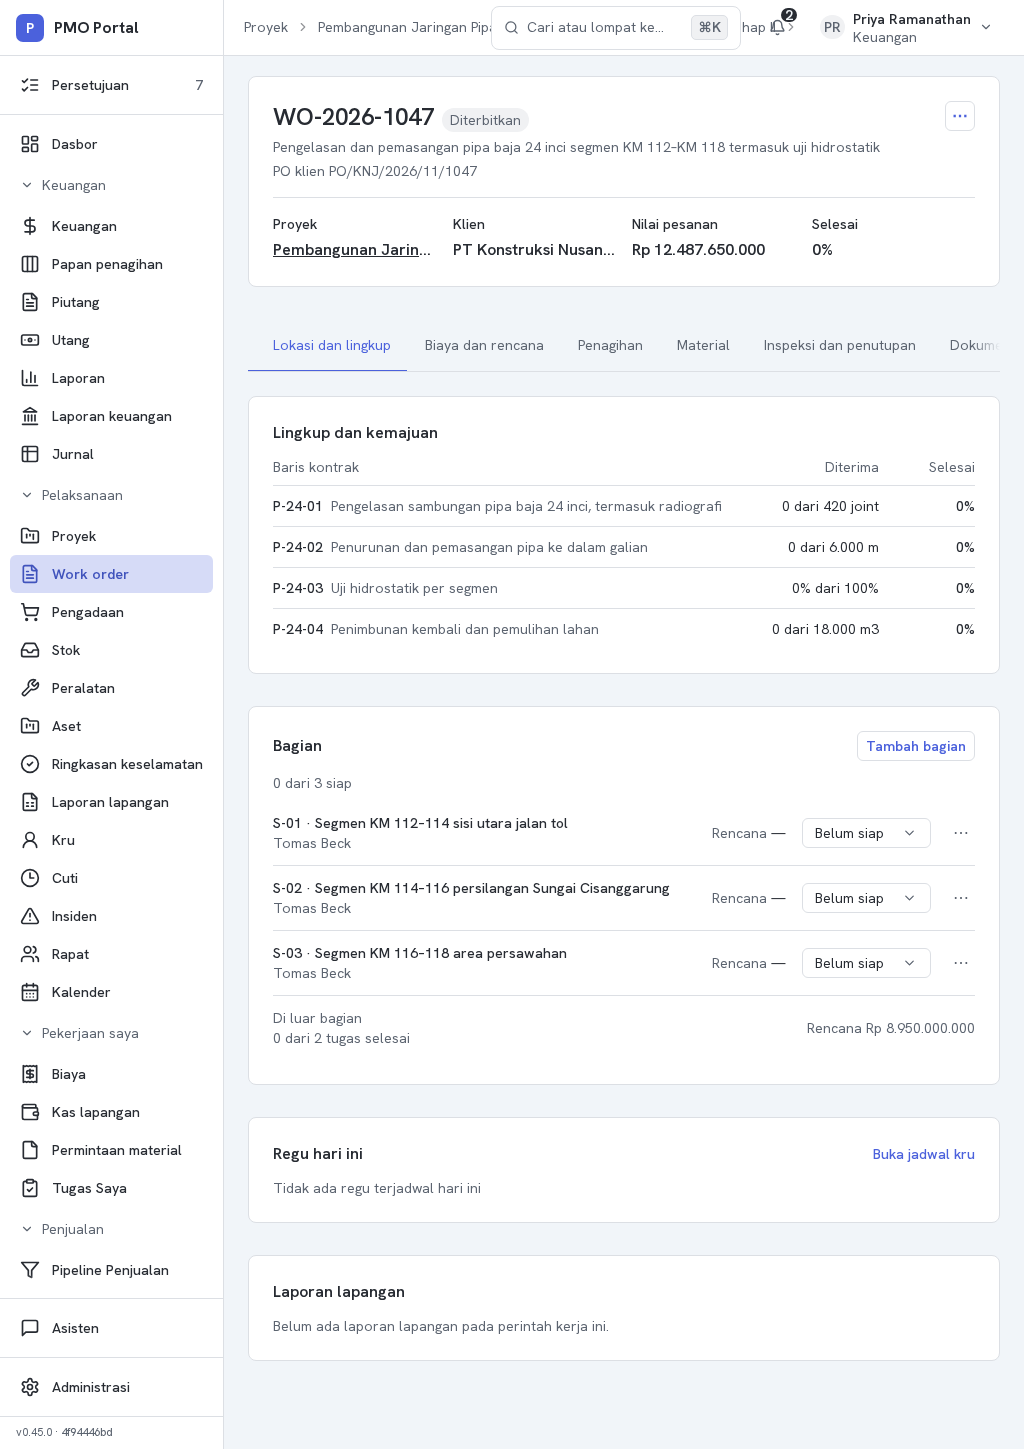 P PMO Portal
Persetujuan 7
Dasbor
Keuangan
Keuangan
Papan penagihan
Piutang
Utang
Laporan
Laporan keuangan
Jurnal
Pelaksanaan
Proyek
Work order
Pengadaan
Stok
Peralatan
Aset
Ringkasan keselamatan
Laporan lapangan
Kru
Cuti
Insiden
Rapat
Kalender
Pekerjaan saya
Biaya
Kas lapangan
Permintaan material
Tugas Saya
Penjualan
Pipeline Penjualan
Asisten
Administrasi
v0.45.0 · 4f94446bd
Proyek > Pembangunan Jaringan
Cari atau lompat ke... ⌘K
2
PR Priya Ramanathan
Keuangan
WO-2026-1047 Diterbitkan
Pengelasan dan pemasangan pipa baja 24 inci segmen KM 112–KM 118 termasuk uji hidrostatik
PO klien PO/KNJ/2026/11/1047
Proyek Klien Nilai pesanan Selesai
Pembangunan Jarin... PT Konstruksi Nusan... Rp 12.487.650.000 0%
Lokasi dan lingkup Biaya dan rencana Penagihan Material Inspeksi dan penutupan
Lingkup dan kemajuan
Baris kontrak Diterima Selesai
P-24-01 Pengelasan sambungan pipa baja 24 inci, termasuk radiografi 0 dari 420 joint 0%
P-24-02 Penurunan dan pemasangan pipa ke dalam galian 0 dari 6.000 m 0%
P-24-03 Uji hidrostatik per segmen 0% dari 100% 0%
P-24-04 Penimbunan kembali dan pemulihan lahan 0 dari 18.000 m3 0%
Bagian Tambah bagian
0 dari 3 siap
S-01 · Segmen KM 112–114 sisi utara jalan tol
Tomas Beck
Rencana — Belum siap
S-02 · Segmen KM 114–116 persilangan Sungai Cisanggarung
Tomas Beck
Rencana — Belum siap
S-03 · Segmen KM 116–118 area persawahan
Tomas Beck
Rencana — Belum siap
Di luar bagian
0 dari 2 tugas selesai
Rencana Rp 8.950.000.000
Regu hari ini Buka jadwal kru
Tidak ada regu terjadwal hari ini
Laporan lapangan
Belum ada laporan lapangan pada perintah kerja ini.